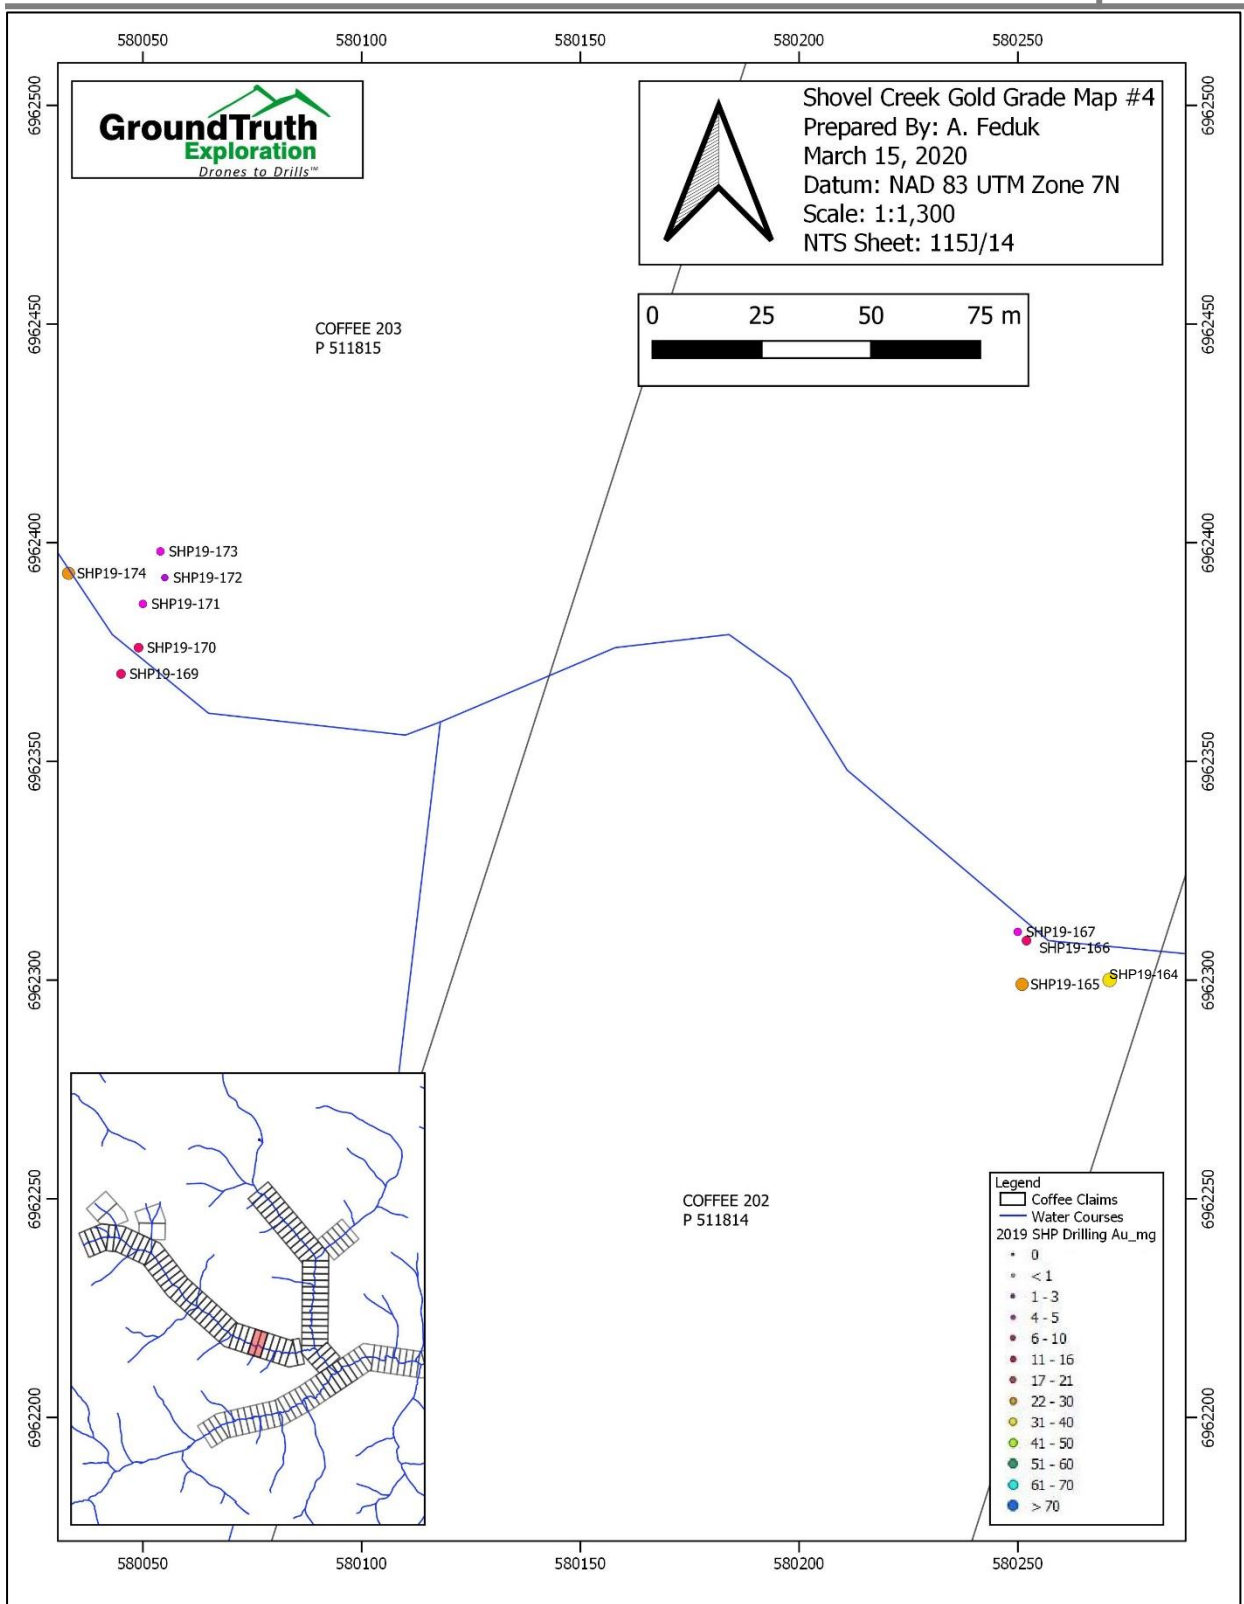 580050 580100 580150 580200 580250
6962500 6962500
GroundTruth
Exploration
Drones to Drills™
Shovel Creek Gold Grade Map #4
Prepared By: A. Feduk
March 15, 2020
Datum: NAD 83 UTM Zone 7N
Scale: 1:1,300
NTS Sheet: 115J/14
0 25 50 75 m
6962450 6962450
COFFEE 203
P 511815
6962400 6962400
SHP19-173
SHP19-174
SHP19-172
SHP19-171
SHP19-170
SHP19-169
6962350 6962350
SHP19-167
SHP19-166
SHP19-164
SHP19-165
6962300 6962300
6962250 6962250
COFFEE 202
P 511814
Legend
Coffee Claims
Water Courses
2019 SHP Drilling Au_mg
0
< 1
1 - 3
4 - 5
6 - 10
11 - 16
17 - 21
22 - 30
31 - 40
41 - 50
51 - 60
61 - 70
> 70
6962200 6962200
580050 580100 580150 580200 580250